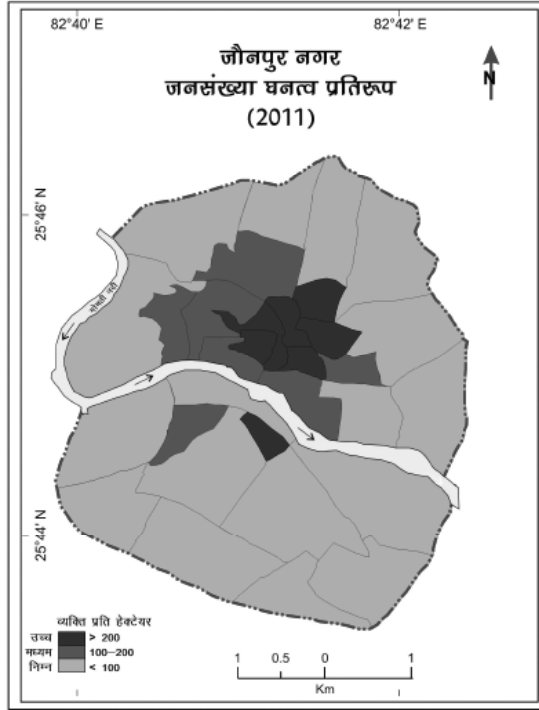 82°40' E 82°42' E
जौनपुर नगर
जनसंख्या घनत्व प्रतिरूप
(2011)
N
25°46' N
गोमती नदी
25°44' N
व्यक्ति प्रति हेक्टेयर
उच्च > 200
मध्यम 100–200
निम्न < 100
1 0.5 0 1
Km